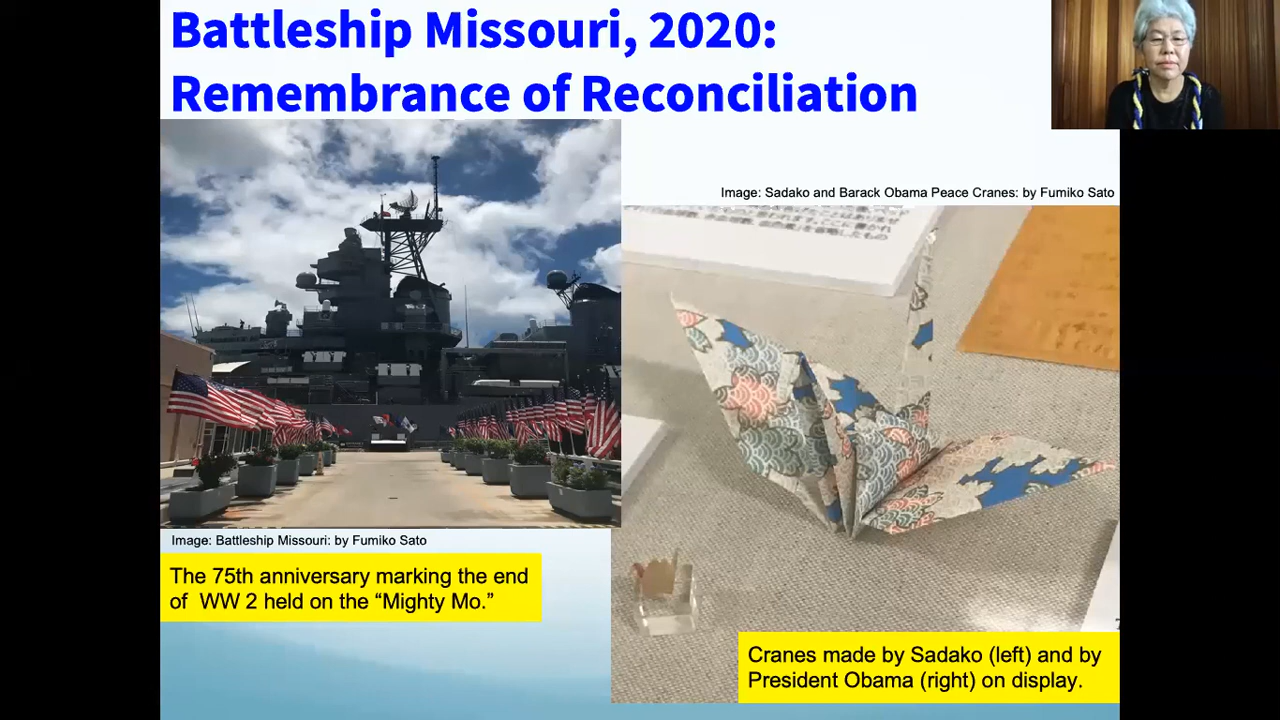 Battleship Missouri, 2020:
Remembrance of Reconciliation
Image: Sadako and Barack Obama Peace Cranes: by Fumiko Sato
Image: Battleship Missouri: by Fumiko Sato
The 75th anniversary marking the end
of WW 2 held on the “Mighty Mo.”
Cranes made by Sadako (left) and by
President Obama (right) on display.